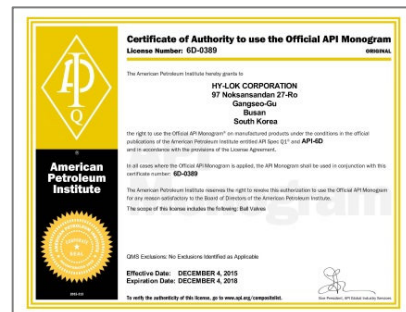 Certificate of Authority to use the Official API Monogram
License Number: 6D-0389
ORIGINAL
The American Petroleum Institute hereby grants to
HY-LOK CORPORATION
97 Noksansandan 27-Ro
Gangseo-Gu
Busan
South Korea
the right to use the Official API Monogram® on manufactured products under the conditions in the official
publications of the American Petroleum Institute entitled API Spec Q1® and API-6D
and in accordance with the provisions of the License Agreement.
In all cases where the Official API Monogram is applied, the API Monogram shall be used in conjunction with this
certificate number: 6D-0389
The American Petroleum Institute reserves the right to revoke this authorization to use the Official API Monogram
for any reason satisfactory to the Board of Directors of the American Petroleum Institute.
The scope of this license includes the following: Ball Valves
QMS Exclusions: No Exclusions Identified as Applicable
Effective Date: DECEMBER 4, 2015
Expiration Date: DECEMBER 4, 2018
To verify the authenticity of this license, go to www.api.org/compositelist.
Vice President, API Global Industry Services
API
Q
American
Petroleum
Institute